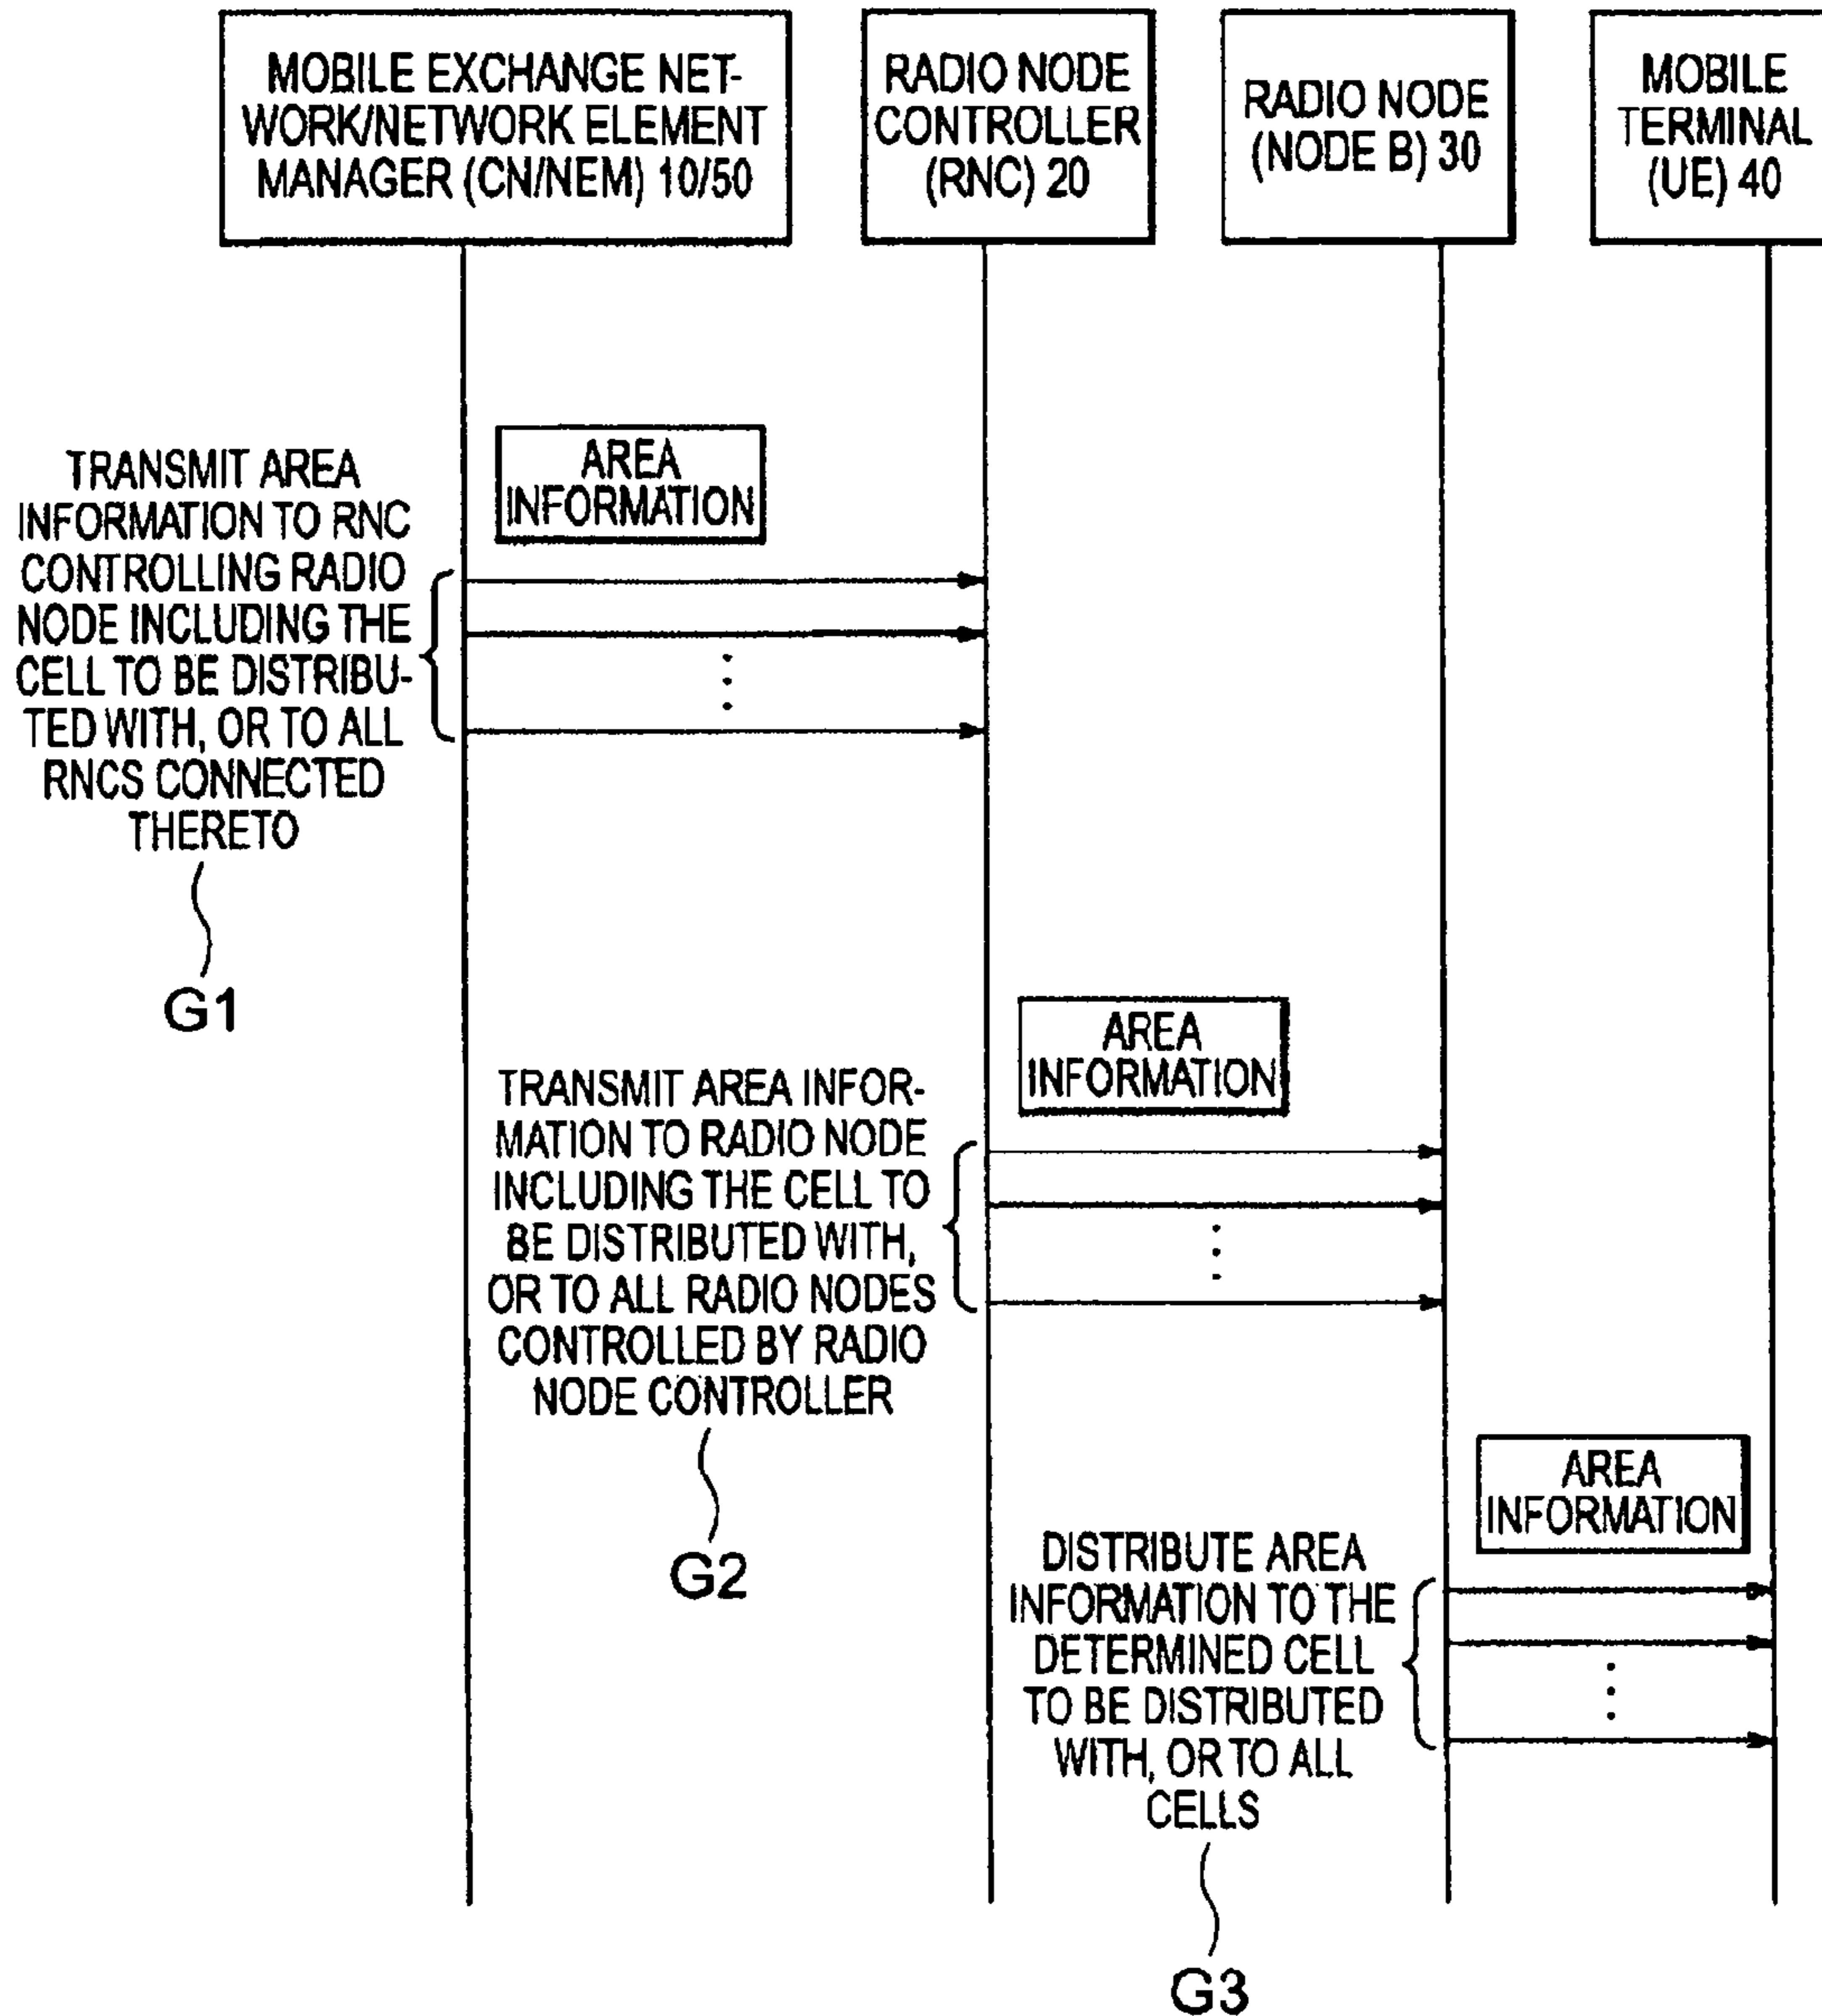 MOBILE EXCHANGE NET-
WORK/NETWORK ELEMENT
MANAGER (CN/NEM) 10/50
RADIO NODE
CONTROLLER
(RNC) 20
RADIO NODE
(NODE B) 30
MOBILE
TERMINAL
(UE) 40
TRANSMIT AREA
INFORMATION TO RNC
CONTROLLING RADIO
NODE INCLUDING THE
CELL TO BE DISTRIBU-
TED WITH, OR TO ALL
RNCS CONNECTED
THERETO
G1
AREA
INFORMATION
TRANSMIT AREA INFOR-
MATION TO RADIO NODE
INCLUDING THE CELL TO
BE DISTRIBUTED WITH,
OR TO ALL RADIO NODES
CONTROLLED BY RADIO
NODE CONTROLLER
G2
AREA
INFORMATION
DISTRIBUTE AREA
INFORMATION TO THE
DETERMINED CELL
TO BE DISTRIBUTED
WITH, OR TO ALL
CELLS
G3
AREA
INFORMATION